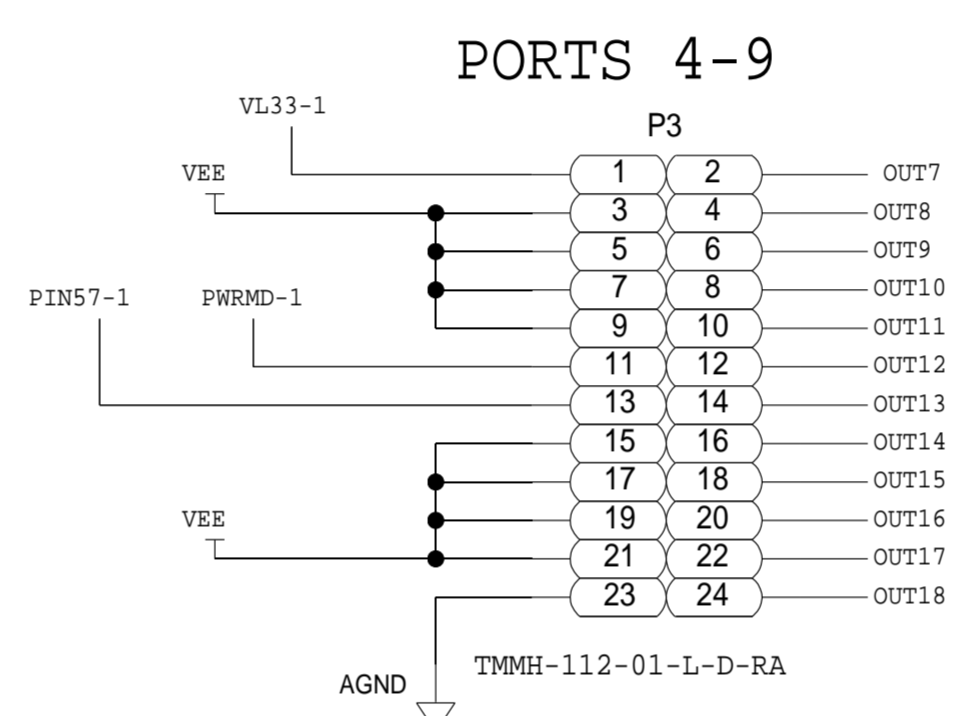 PORTS 4-9
VL33-1
P3
VEE
1 2 OUT7
3 4 OUT8
5 6 OUT9
PIN57-1 PWRMD-1 7 8 OUT10
9 10 OUT11
11 12 OUT12
13 14 OUT13
15 16 OUT14
17 18 OUT15
VEE 19 20 OUT16
21 22 OUT17
23 24 OUT18
TMMH-112-01-L-D-RA
AGND